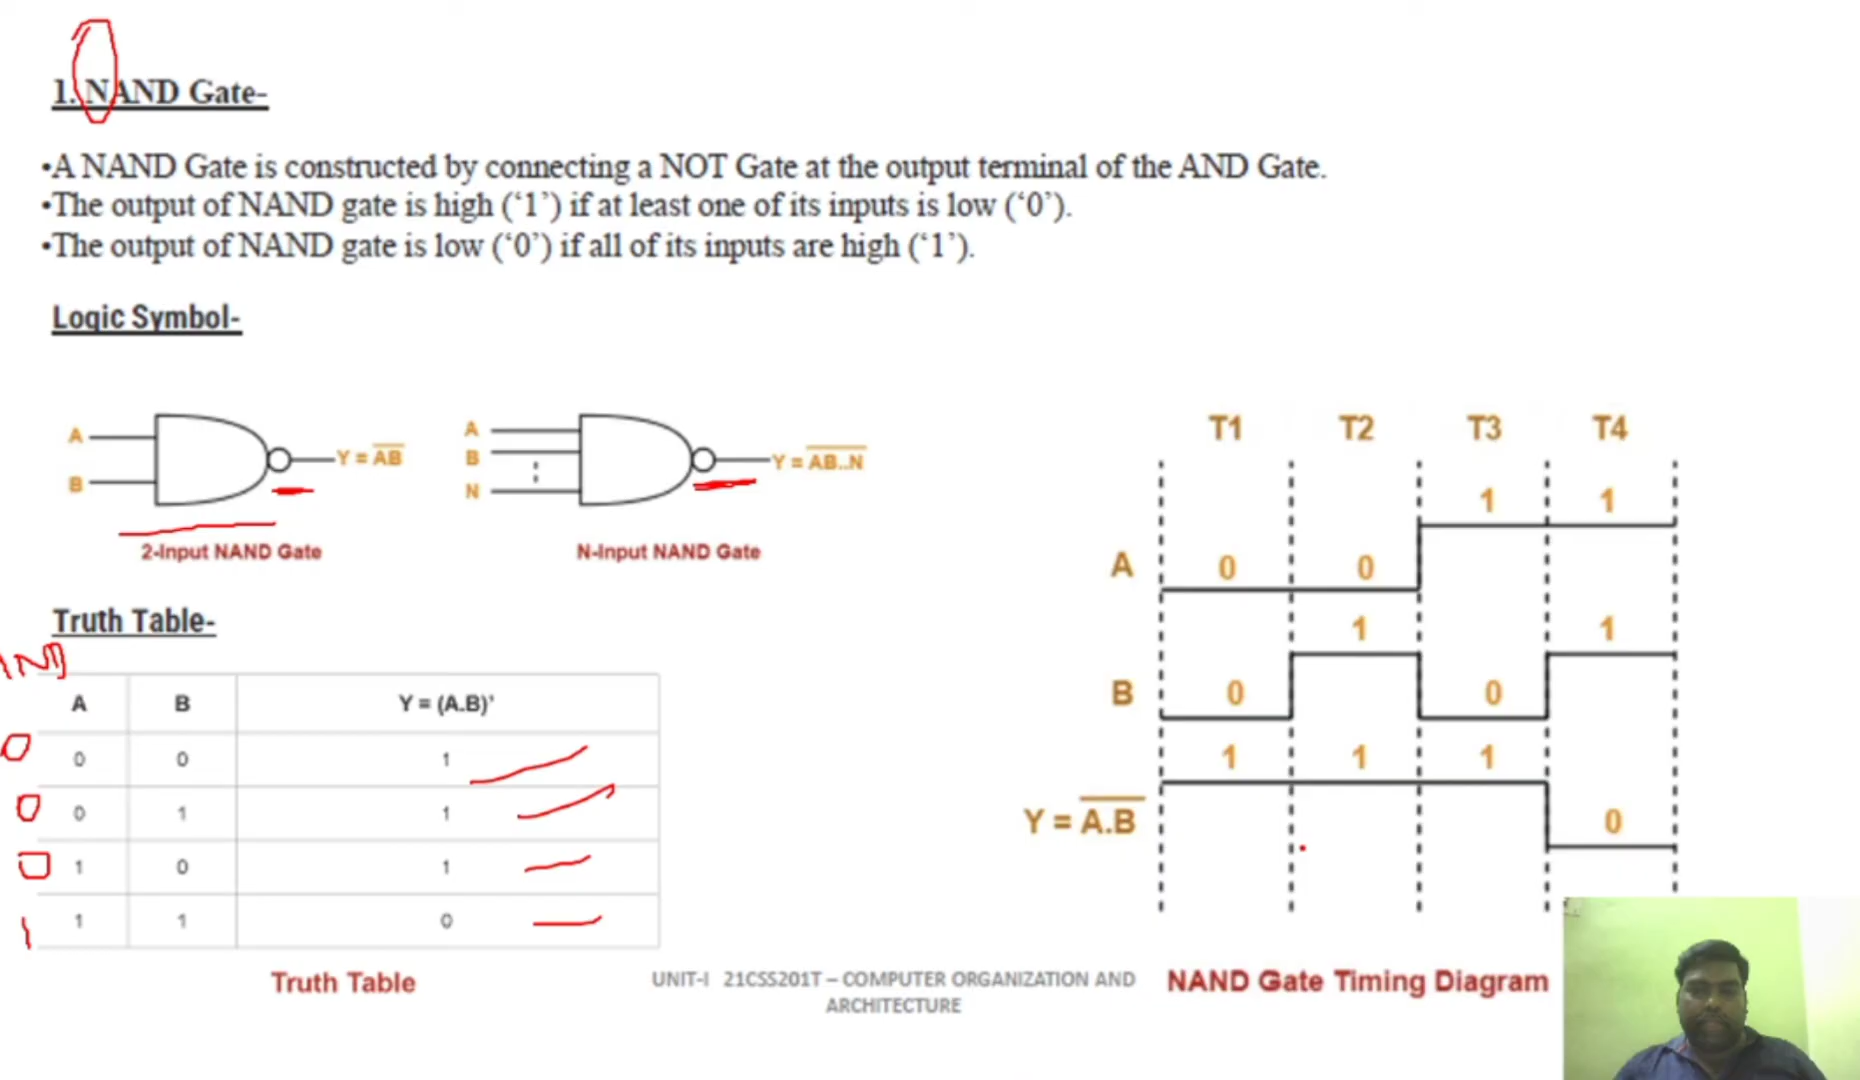 1. NAND Gate-
•A NAND Gate is constructed by connecting a NOT Gate at the output terminal of the AND Gate.
•The output of NAND gate is high (‘1’) if at least one of its inputs is low (‘0’).
•The output of NAND gate is low (‘0’) if all of its inputs are high (‘1’).
Logic Symbol-
A
B
Y = A̅B̅
2-Input NAND Gate
A
B
N
Y = A̅B̅.̅.̅N̅
N-Input NAND Gate
Truth Table-
A B Y = (A.B)'
0 0 0 1
0 0 1 1
0 1 0 1
1 1 1 0
Truth Table
T1 T2 T3 T4
1 1
A 0 0
1 1
B 0 0
1 1 1
Y = A̅.̅B̅ 0
NAND Gate Timing Diagram
UNIT-I 21CSS201T – COMPUTER ORGANIZATION AND
ARCHITECTURE